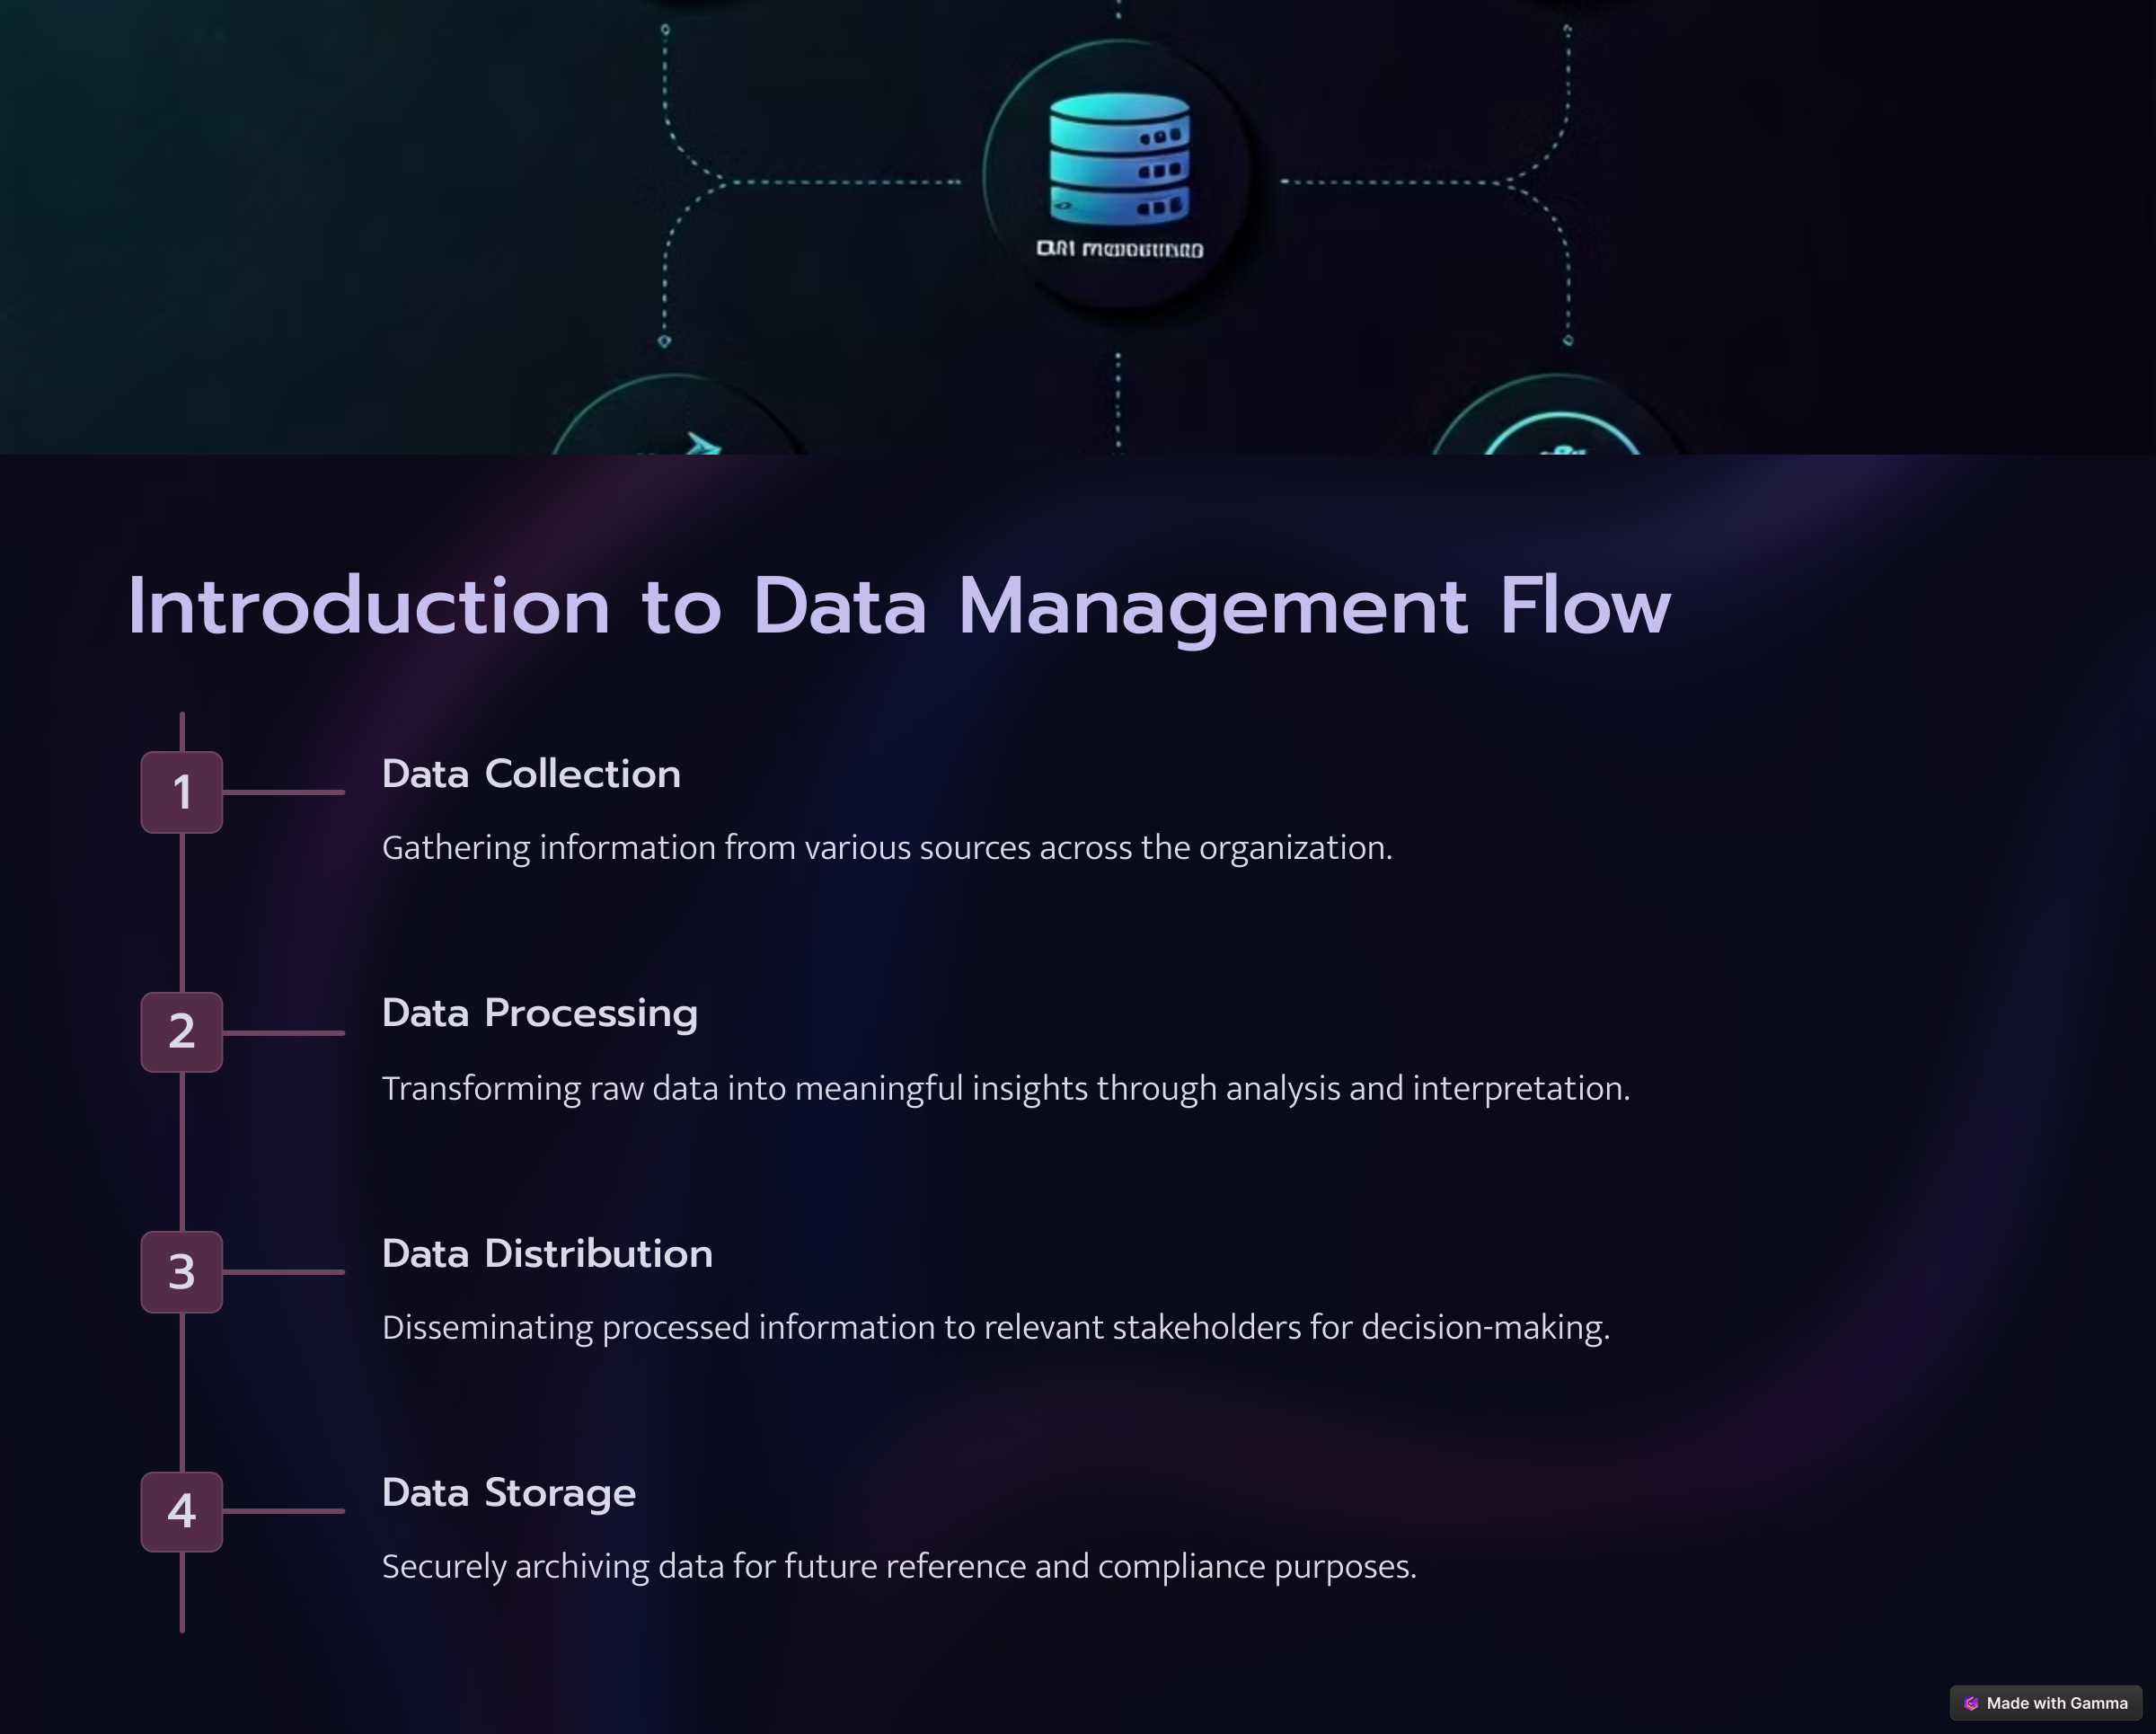 Introduction to Data Management Flow
1
Data Collection
Gathering information from various sources across the organization.
2
Data Processing
Transforming raw data into meaningful insights through analysis and interpretation.
3
Data Distribution
Disseminating processed information to relevant stakeholders for decision-making.
4
Data Storage
Securely archiving data for future reference and compliance purposes.
Made with Gamma